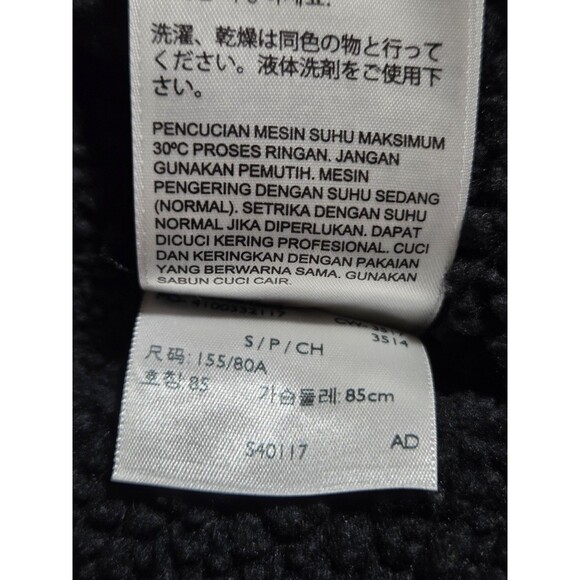 洗濯、乾燥は同色の物と行って
ください。液体洗剤をご使用下
さい。
PENCUCIAN MESIN SUHU MAKSIMUM
30ºC PROSES RINGAN. JANGAN
GUNAKAN PEMUTIH. MESIN
PENGERING DENGAN SUHU SEDANG
(NORMAL). SETRIKA DENGAN SUHU
NORMAL JIKA DIPERLUKAN. DAPAT
DICUCI KERING PROFESIONAL. CUCI
DAN KERINGKAN DENGAN PAKAIAN
YANG BERWARNA SAMA. GUNAKAN
SABUN CUCI CAIR.
3514
S / P / CH
尺码: 155/80A
호칭: 85 가슴둘레: 85cm
S40117 AD